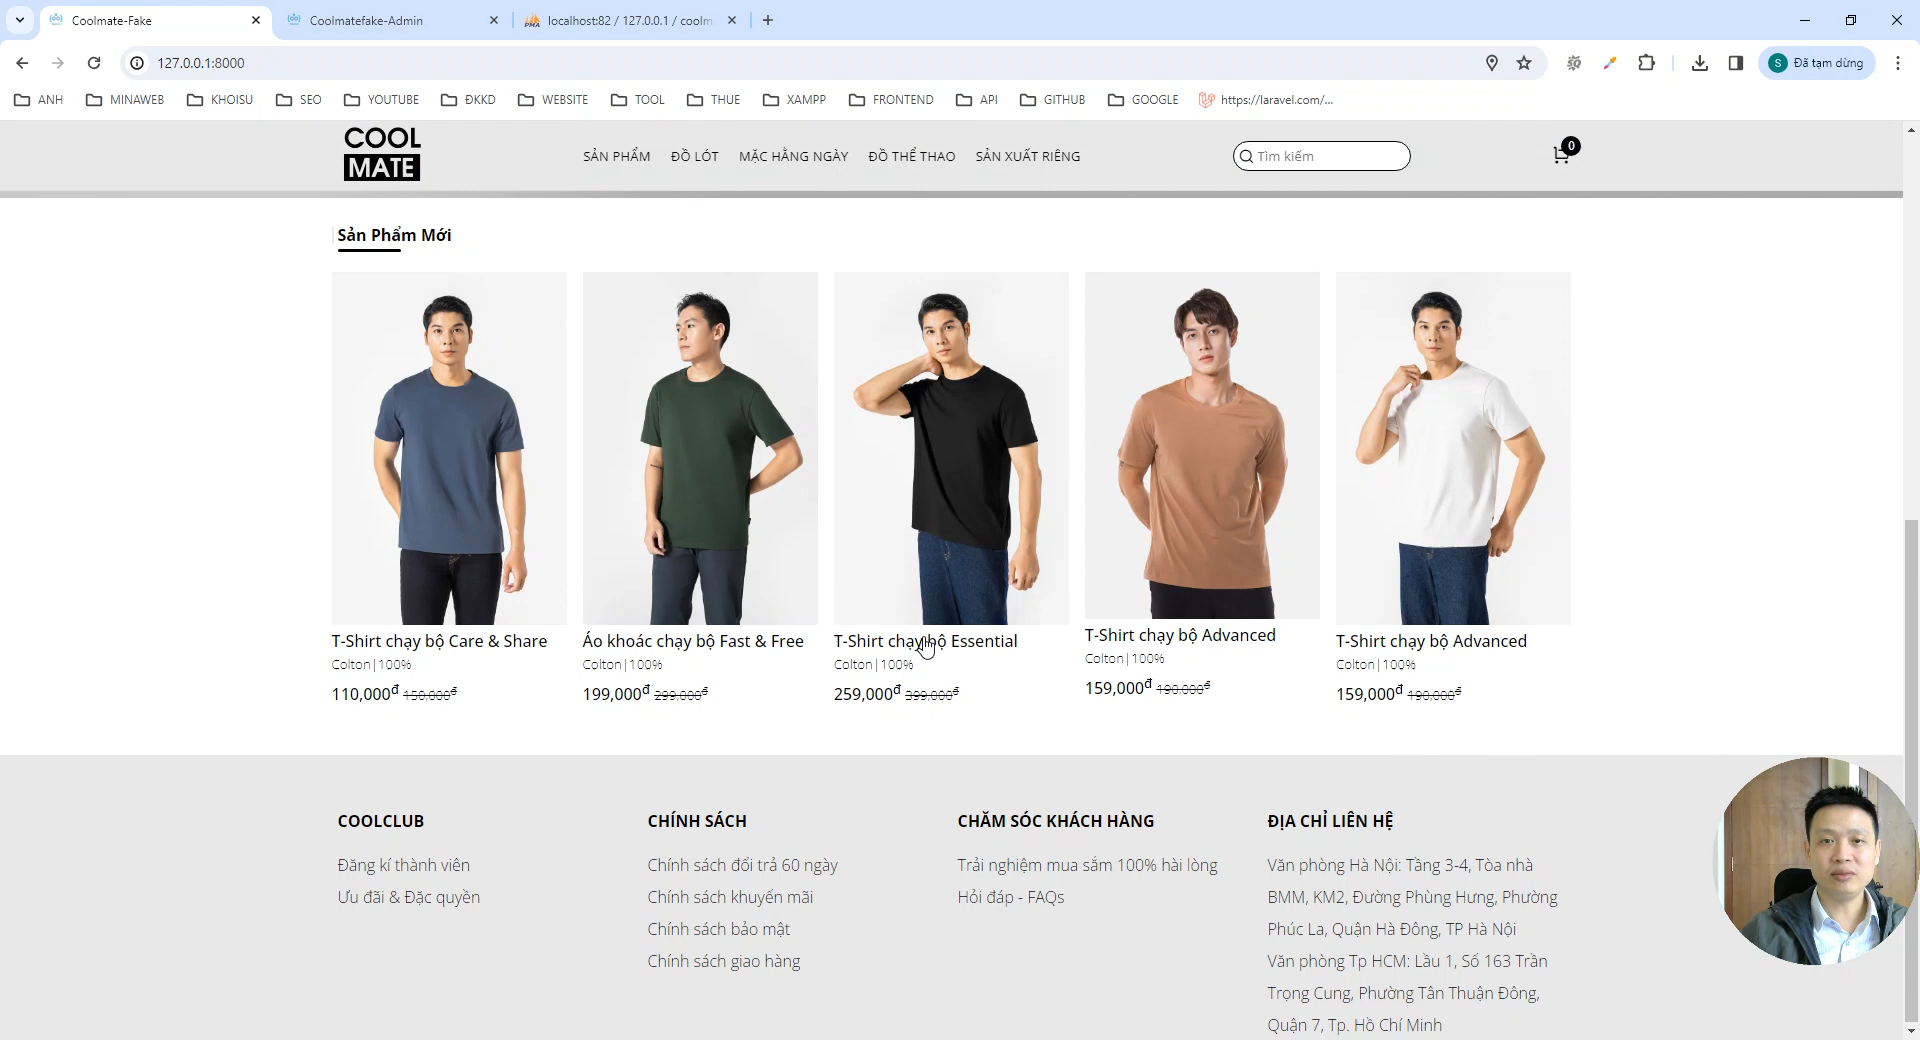 Coolmate-Fake
Coolmatefake-Admin
localhost:82 / 127.0.0.1 / coolm
127.0.0.1:8000
S Đã tạm dừng
ANH MINAWEB KHOISU SEO YOUTUBE ĐKKD WEBSITE TOOL THUE XAMPP FRONTEND API GITHUB GOOGLE https://laravel.com/...
COOL
MATE
SẢN PHẨM ĐỒ LÓT MẶC HẰNG NGÀY ĐỒ THỂ THAO SẢN XUẤT RIÊNG
Tìm kiếm
0
Sản Phẩm Mới
T-Shirt chạy bộ Care & Share
Colton|100%
110,000đ 150,000đ
Áo khoác chạy bộ Fast & Free
Colton|100%
199,000đ 299,000đ
T-Shirt chạy bộ Essential
Colton|100%
259,000đ 399,000đ
T-Shirt chạy bộ Advanced
Colton|100%
159,000đ 190,000đ
T-Shirt chạy bộ Advanced
Colton|100%
159,000đ 190,000đ
COOLCLUB
Đăng kí thành viên
Ưu đãi & Đặc quyền
CHÍNH SÁCH
Chính sách đổi trả 60 ngày
Chính sách khuyến mãi
Chính sách bảo mật
Chính sách giao hàng
CHĂM SÓC KHÁCH HÀNG
Trải nghiệm mua sắm 100% hài lòng
Hỏi đáp - FAQs
ĐỊA CHỈ LIÊN HỆ
Văn phòng Hà Nội: Tầng 3-4, Tòa nhà
BMM, KM2, Đường Phùng Hưng, Phường
Phúc La, Quận Hà Đông, TP Hà Nội
Văn phòng Tp HCM: Lầu 1, Số 163 Trần
Trọng Cung, Phường Tân Thuận Đông,
Quận 7, Tp. Hồ Chí Minh